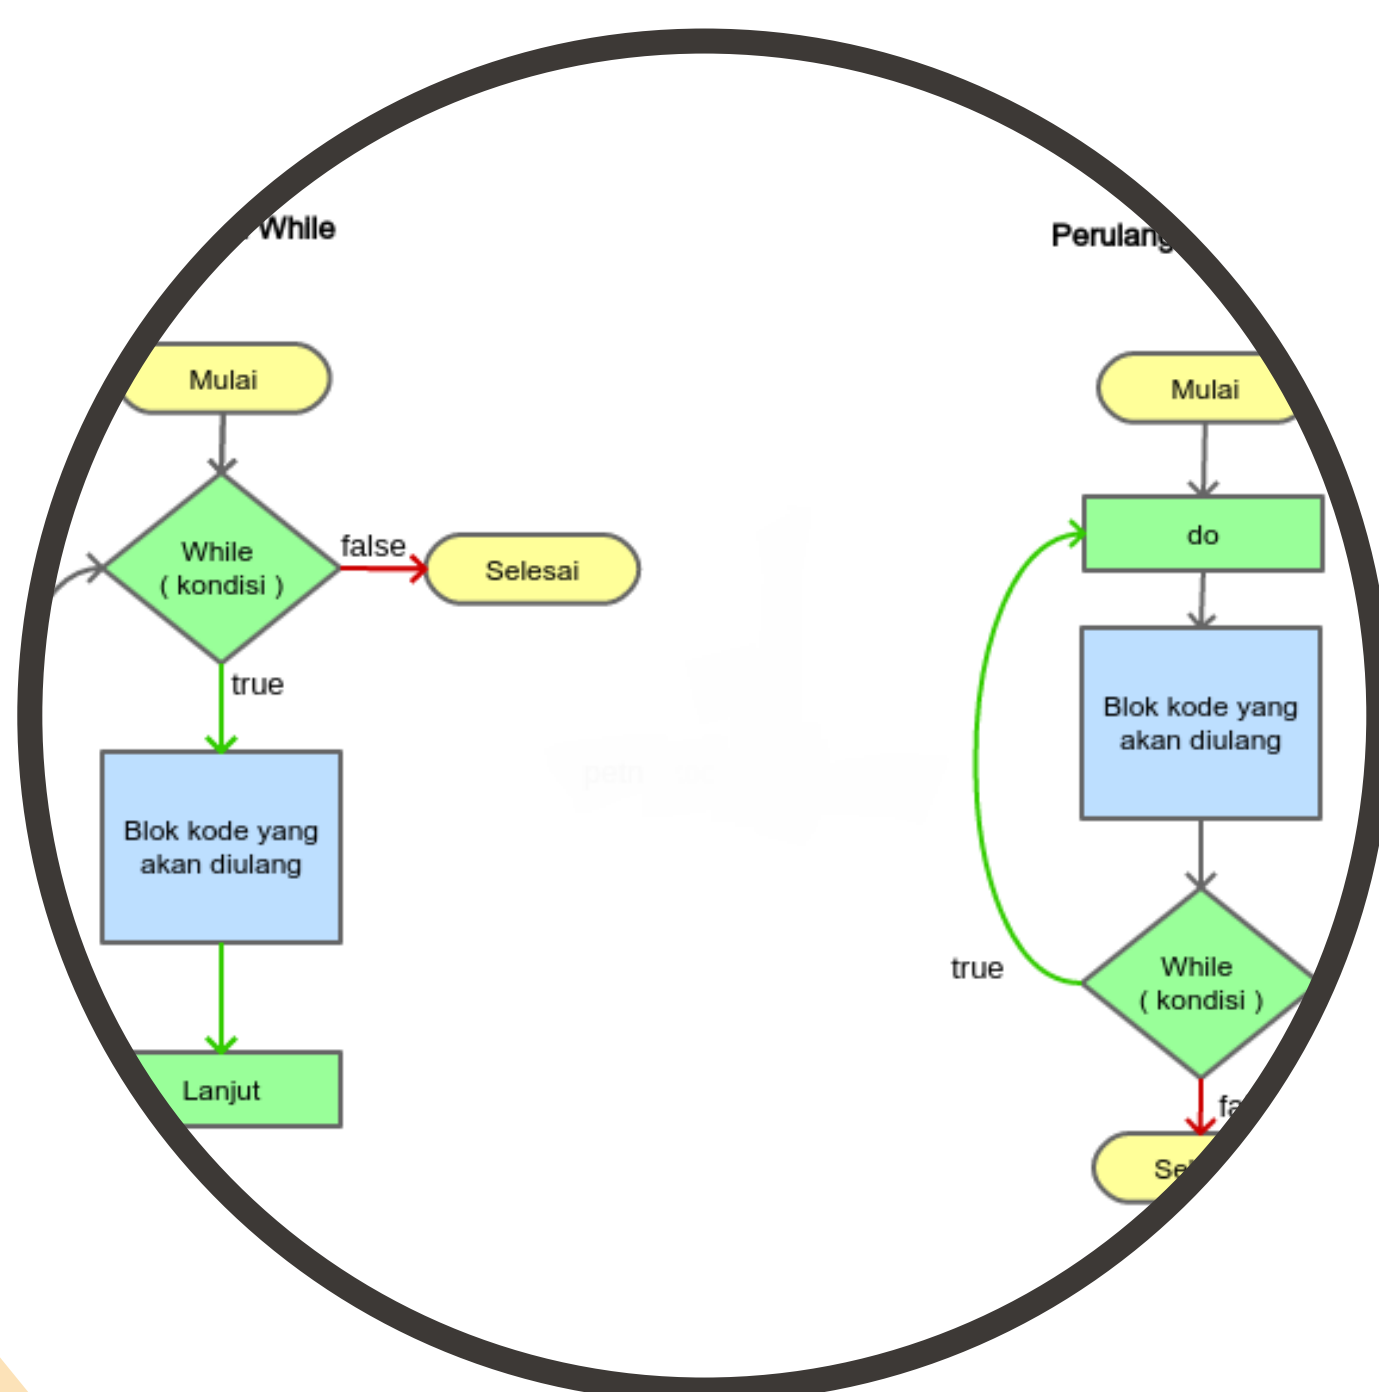 While
Mulai
While
( kondisi )
false
Selesai
true
Blok kode yang
akan diulang
Lanjut
Perulang
Mulai
do
Blok kode yang
akan diulang
true
While
( kondisi )